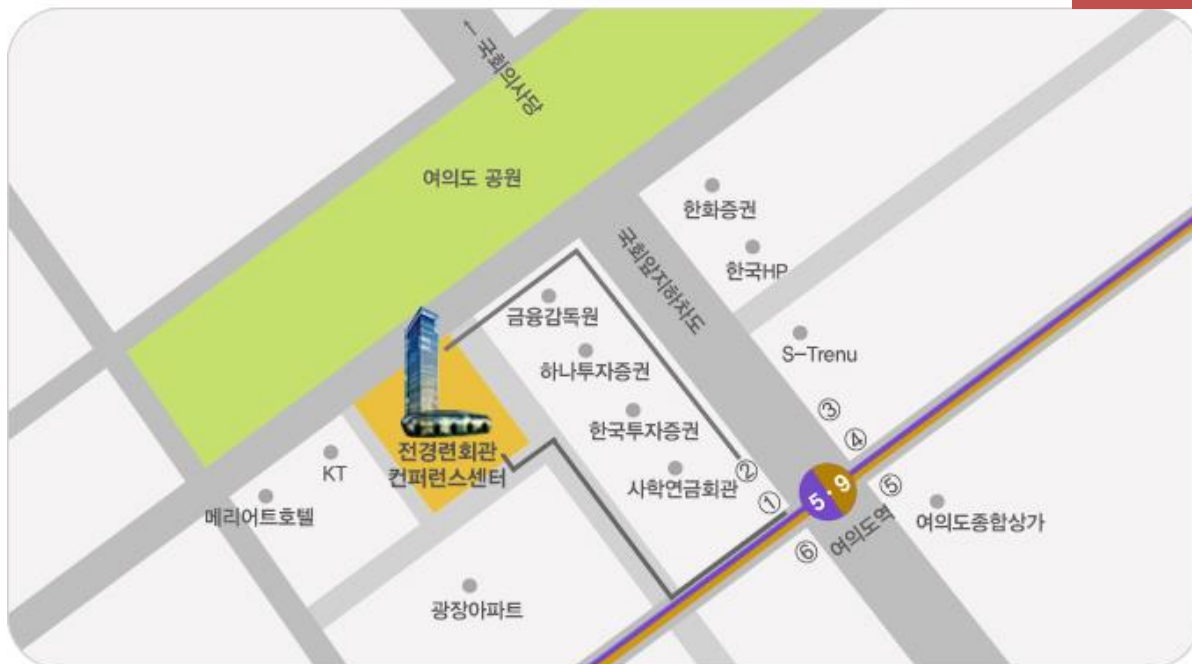 ← 국회의사당
여의도 공원
한화증권
한국HP
국회앞지하차도
금융감독원
하나투자증권
S-Trenu
한국투자증권
③
④
전경련회관
컨퍼런스센터
KT
사학연금회관
②
①
5·9
⑤
메리어트호텔
여의도역
여의도종합상가
⑥
광장아파트